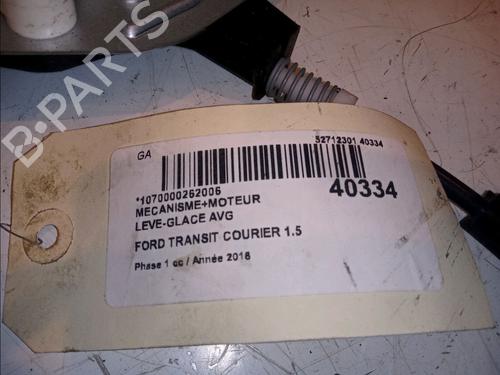 B-PARTS
GA
52712301 40334
*1070000262006
40334
MECANISME+MOTEUR
LEVE-GLACE AVG
FORD TRANSIT COURIER 1.5
Phase 1 cc / Année 2018